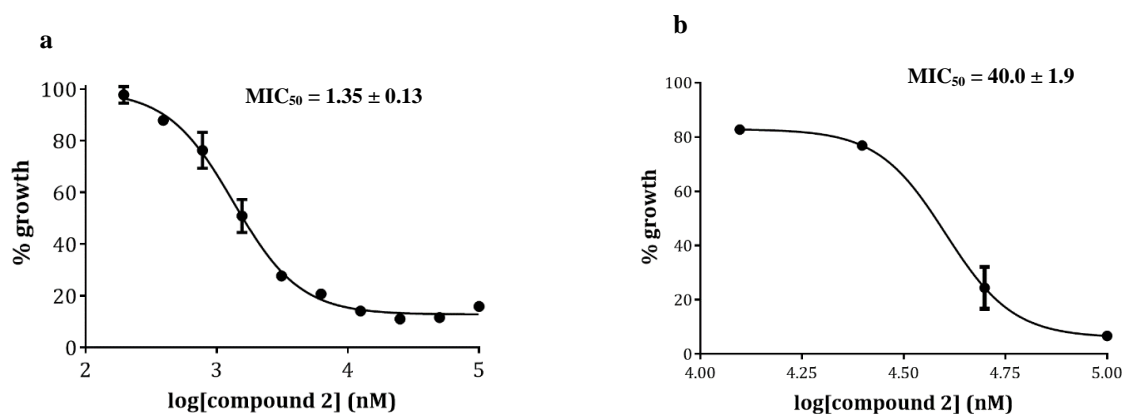 a
MIC₅₀ = 1.35 ± 0.13
% growth
100
80
60
40
20
0
2
3
4
5
log[compound 2] (nM)
b
MIC₅₀ = 40.0 ± 1.9
% growth
100
80
60
40
20
0
4.00
4.25
4.50
4.75
5.00
log[compound 2] (nM)